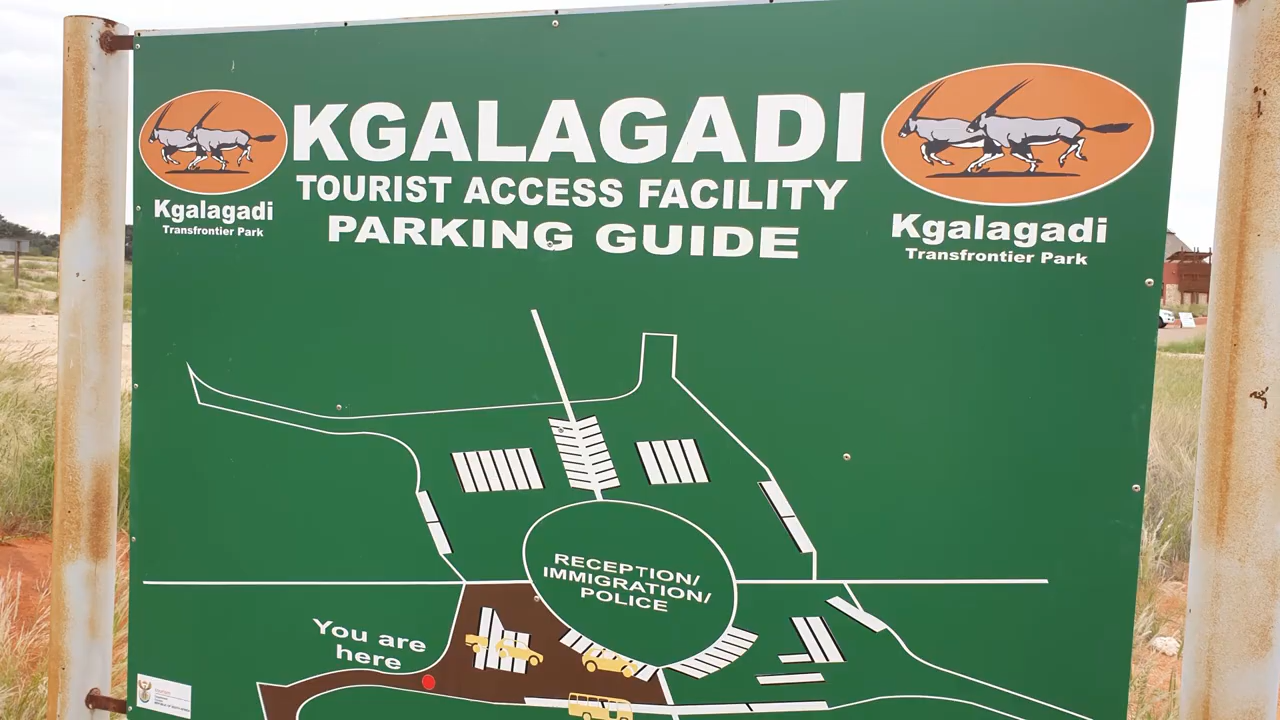 KGALAGADI
TOURIST ACCESS FACILITY
PARKING GUIDE
Kgalagadi
Transfrontier Park
Kgalagadi
Transfrontier Park
RECEPTION/
IMMIGRATION/
POLICE
You are
here